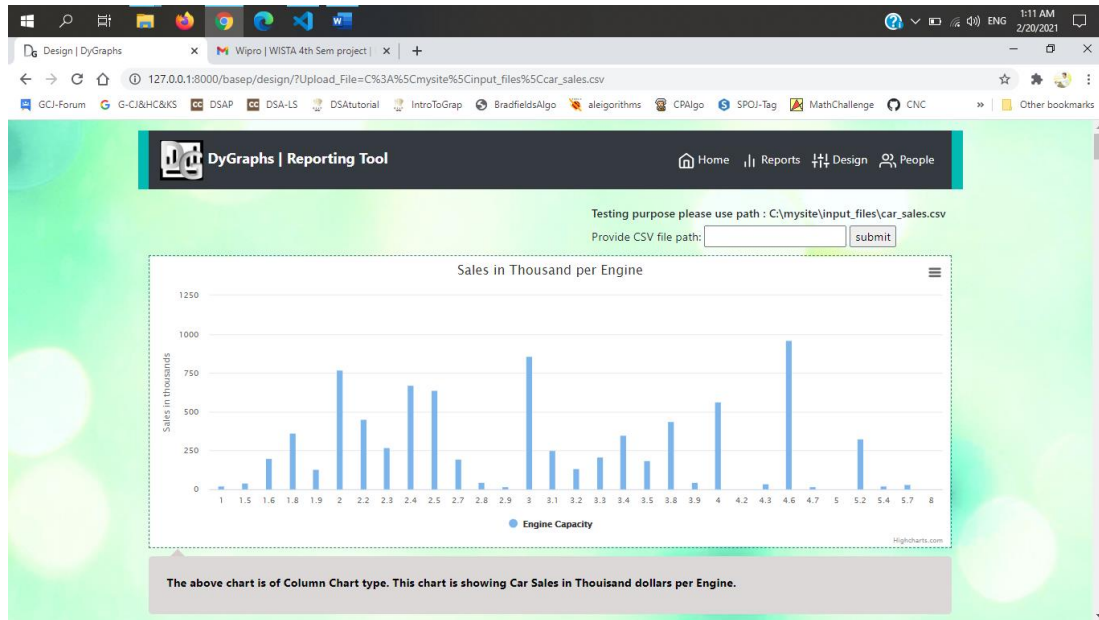 1:11 AM
ENG
2/20/2021
Design | DyGraphs
Wipro | WISTA 4th Sem project |
127.0.0.1:8000/basep/design/?Upload_File=C%3A%5Cmysite%5Cinput_files%5Ccar_sales.csv
GCJ-Forum G-CJ&HC&KS DSAP DSA-LS DSAtutorial IntroToGrap BradfieldsAlgo aleigorithms CPAlgo SPOJ-Tag MathChallenge CNC » Other bookmarks
DyGraphs | Reporting Tool Home Reports Design People
Testing purpose please use path : C:\mysite\input_files\car_sales.csv
Provide CSV file path: submit
Sales in Thousand per Engine
1250
1000
750
500
250
0
Sales in thousands
1 1.5 1.6 1.8 1.9 2 2.2 2.3 2.4 2.5 2.7 2.8 2.9 3 3.1 3.2 3.3 3.4 3.5 3.8 3.9 4 4.2 4.3 4.6 4.7 5 5.2 5.4 5.7 8
Engine Capacity
Highcharts.com
The above chart is of Column Chart type. This chart is showing Car Sales in Thouisand dollars per Engine.